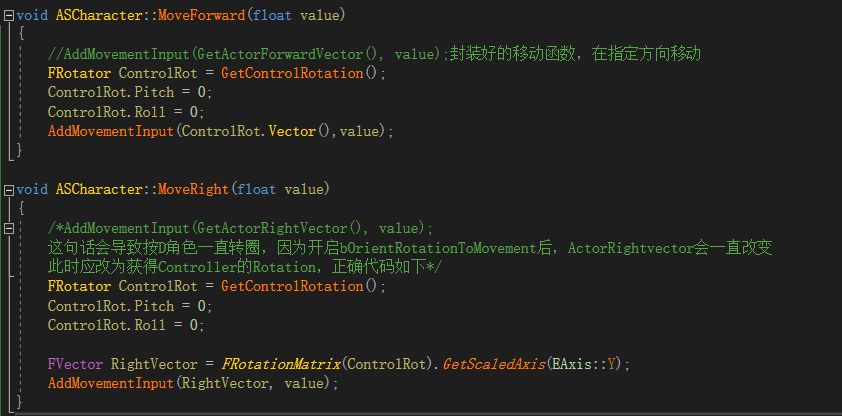 void ASCharacter::MoveForward(float value)
{
//AddMovementInput(GetActorForwardVector(), value);封装好的移动函数，在指定方向移动
FRotator ControlRot = GetControlRotation();
ControlRot.Pitch = 0;
ControlRot.Roll = 0;
AddMovementInput(ControlRot.Vector(),value);
}
void ASCharacter::MoveRight(float value)
{
/*AddMovementInput(GetActorRightVector(), value);
这句话会导致按D角色一直转圈，因为开启bOrientRotationToMovement后，ActorRightvector会一直改变
此时应改为获得Controller的Rotation，正确代码如下*/
FRotator ControlRot = GetControlRotation();
ControlRot.Pitch = 0;
ControlRot.Roll = 0;
FVector RightVector = FRotationMatrix(ControlRot).GetScaledAxis(EAxis::Y);
AddMovementInput(RightVector, value);
}